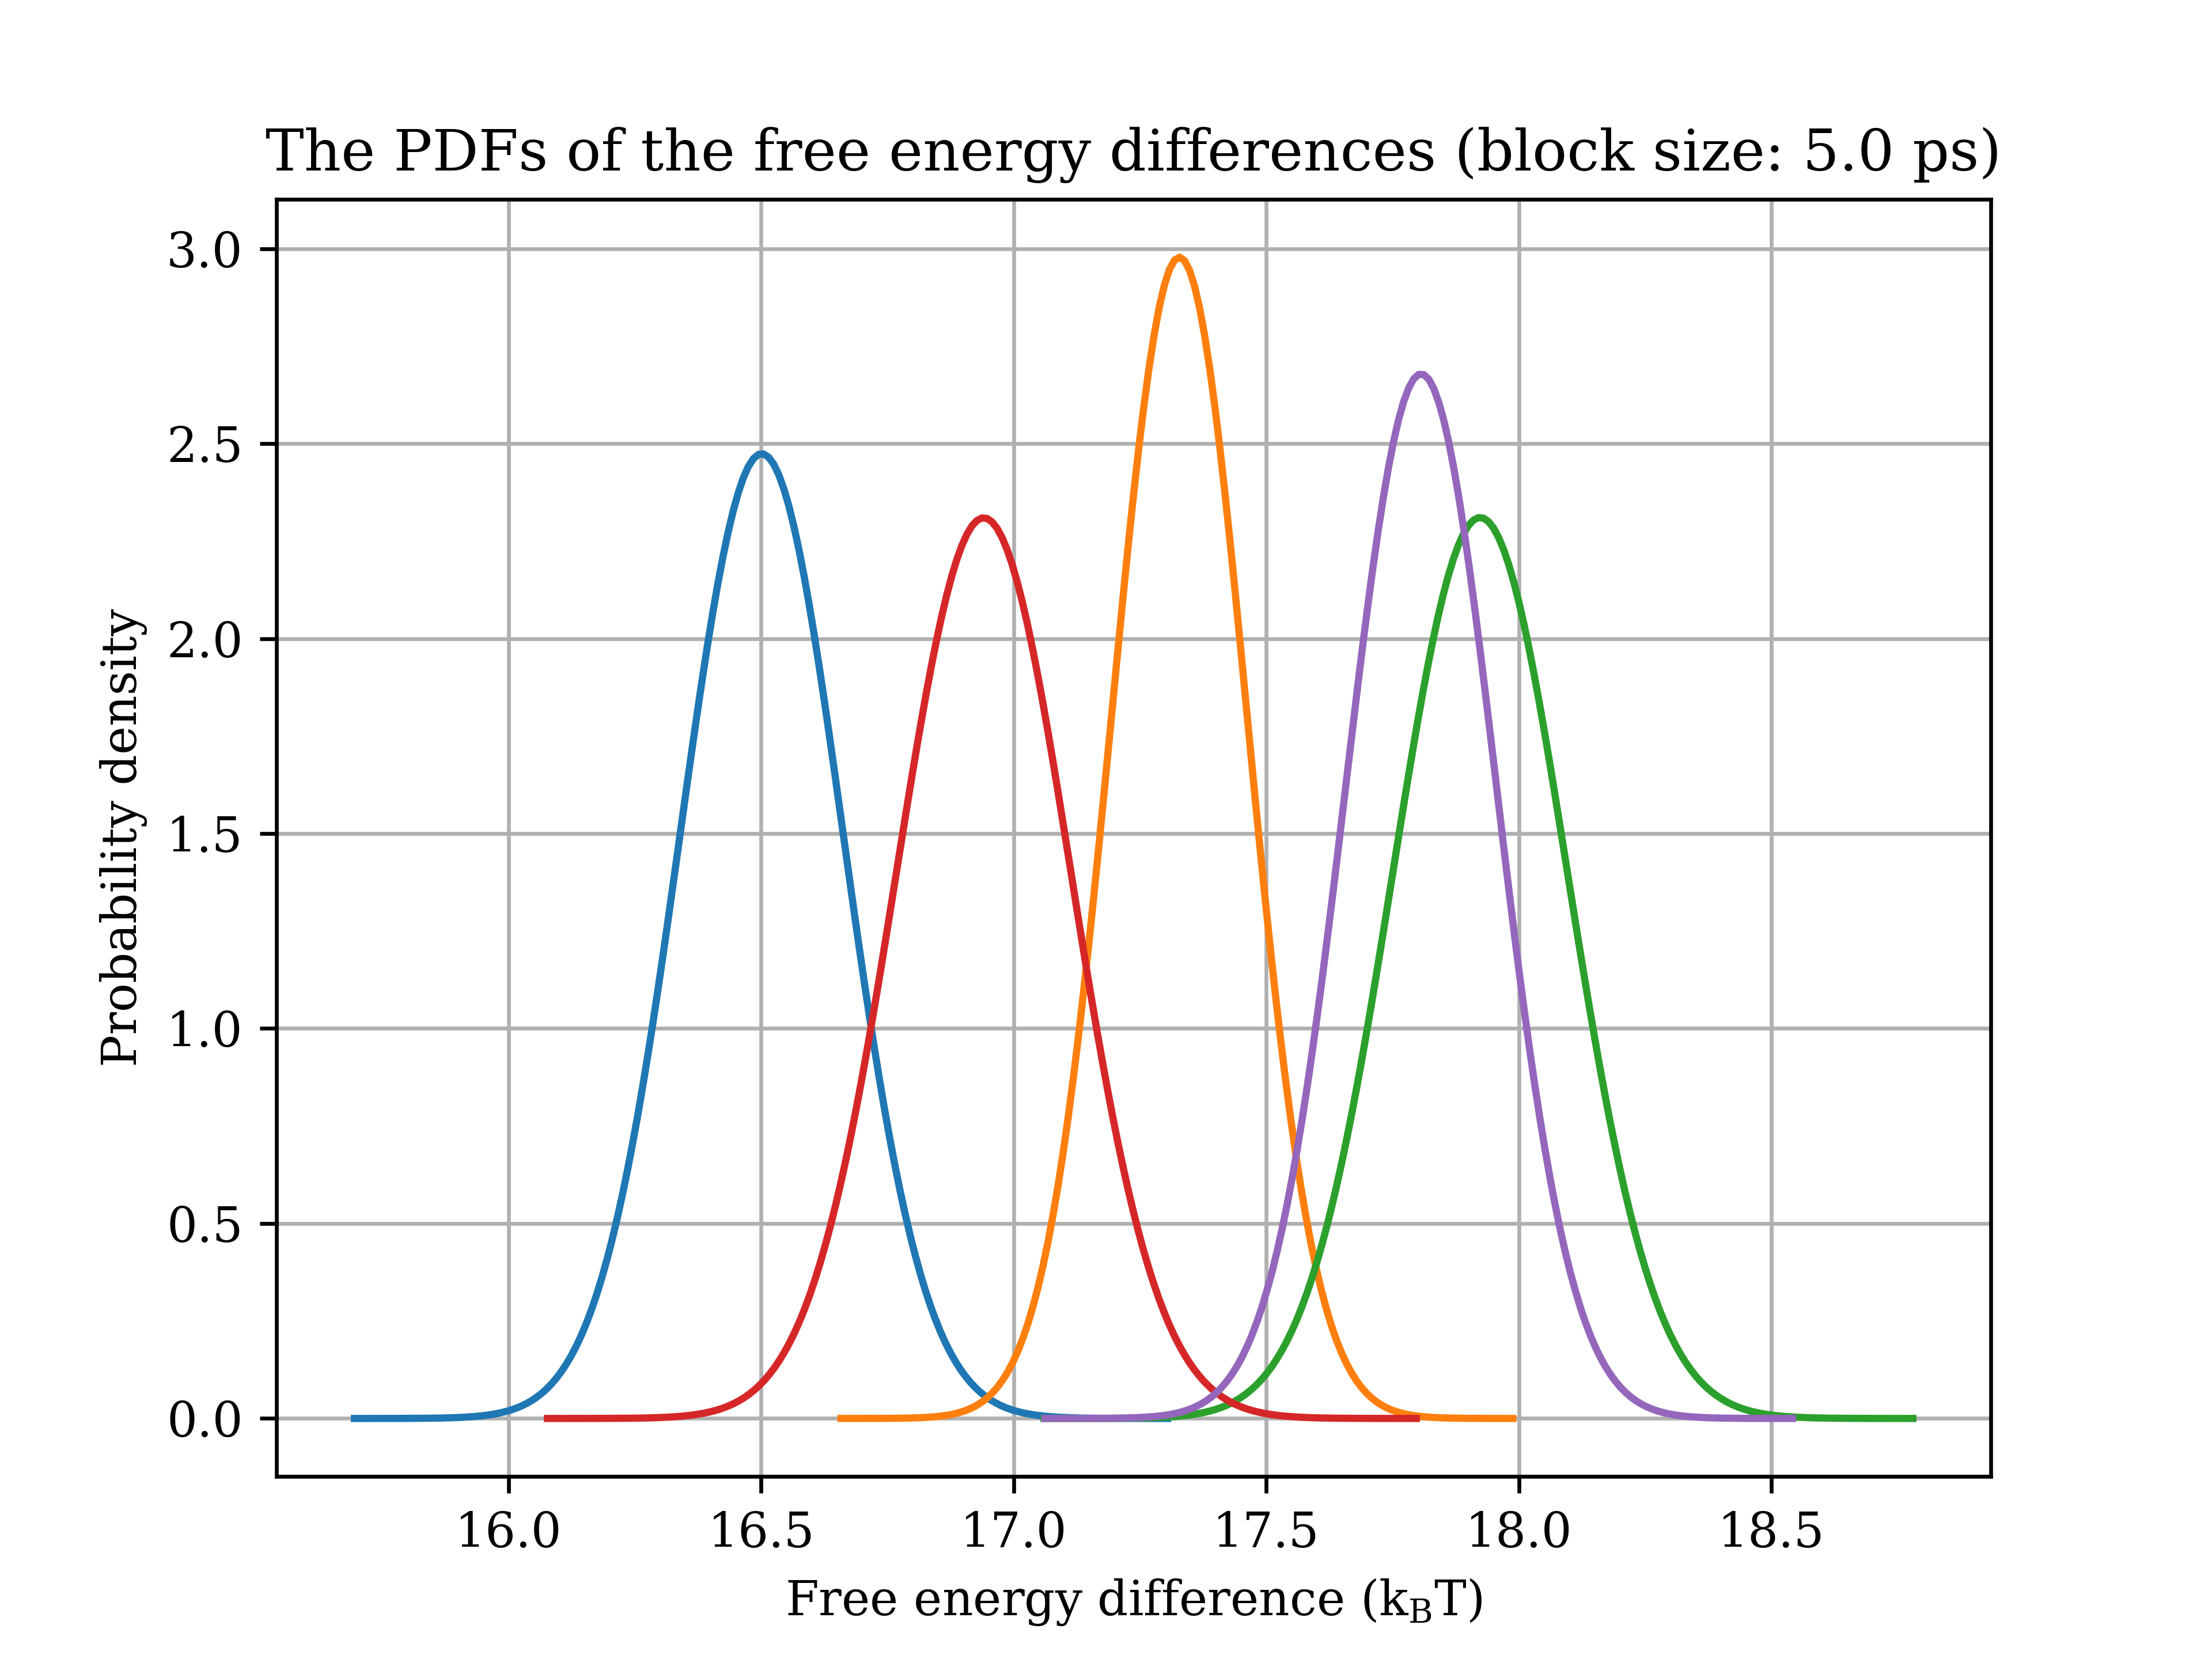 The PDFs of the free energy differences (block size: 5.0 ps)
3.0
2.5
2.0
1.5
1.0
0.5
0.0
Probability density
16.0 16.5 17.0 17.5 18.0 18.5
Free energy difference (k_BT)